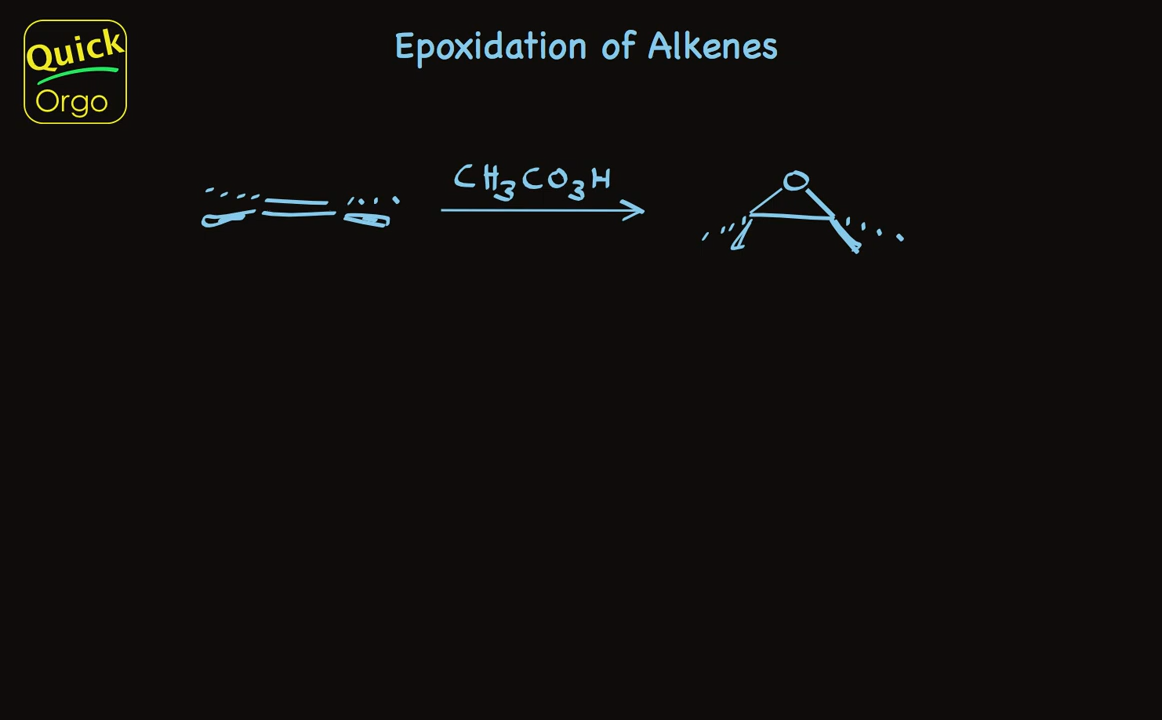 Quick
Orgo
Epoxidation of Alkenes
CH₃CO₃H
O